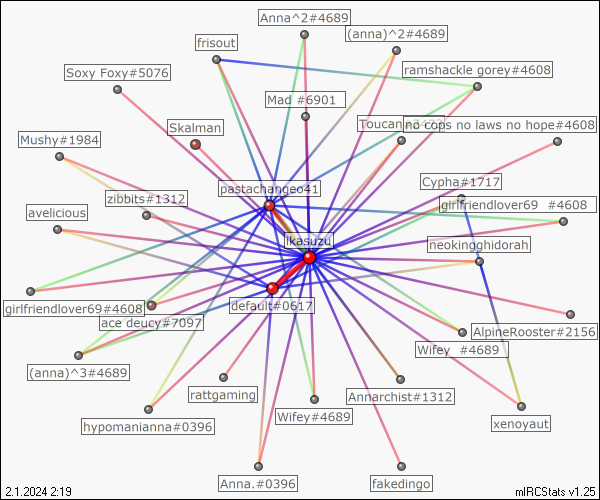 Anna^2#4689
(anna)^2#4689
frisout
Soxy Foxy#5076
ramshackle gorey#4608
Mad #6901
Skalman
no cops no laws no hope#4608
Mushy#1984
pastachangeo41
Cypha#1717
zibbits#1312
girlfriendlover69 #4608
avelicious
ikasuzu
neokingghidorah
girlfriendlover69#4608
default#0617
ace deucy#7097
AlpineRooster#2156
Wifey #4689
(anna)^3#4689
rattgaming
Annarchist#1312
Wifey#4689
xenoyaut
hypomanianna#0396
Anna.#0396
fakedingo
2.1.2024 2:19
mIRCStats v1.25